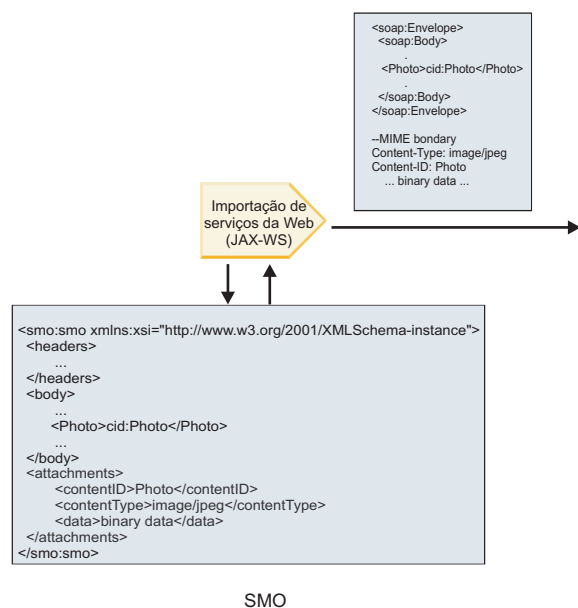 <soap:Envelope>
<soap:Body>
.
<Photo>cid:Photo</Photo>
.
</soap:Body>
</soap:Envelope>
--MIME bondary
Content-Type: image/jpeg
Content-ID: Photo
... binary data ...
Importação de
serviços da Web
(JAX-WS)
<smo:smo xmlns:xsi="http://www.w3.org/2001/XMLSchema-instance">
<headers>
...
</headers>
<body>
...
<Photo>cid:Photo</Photo>
...
</body>
<attachments>
<contentID>Photo</contentID>
<contentType>image/jpeg</contentType>
<data>binary data</data>
</attachments>
</smo:smo>
SMO